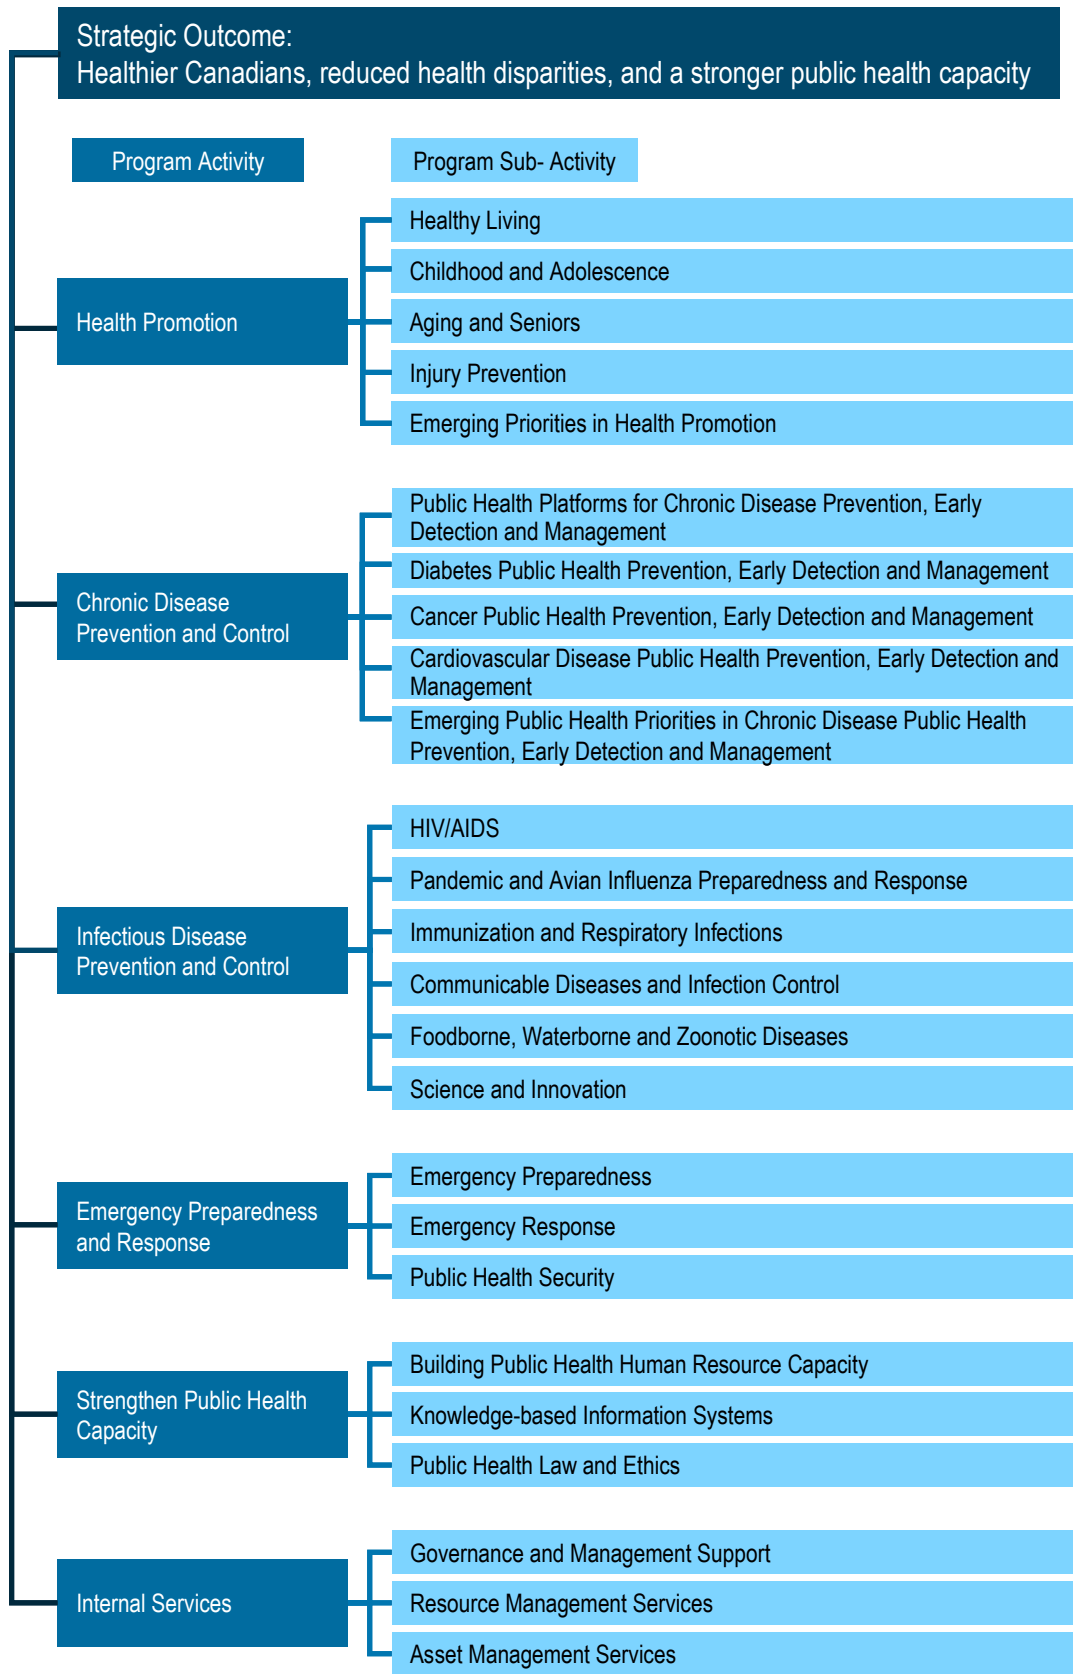 Strategic Outcome:
Healthier Canadians, reduced health disparities, and a stronger public health capacity
Program Activity
Program Sub- Activity
Health Promotion
Healthy Living
Childhood and Adolescence
Aging and Seniors
Injury Prevention
Emerging Priorities in Health Promotion
Chronic Disease
Prevention and Control
Public Health Platforms for Chronic Disease Prevention, Early
Detection and Management
Diabetes Public Health Prevention, Early Detection and Management
Cancer Public Health Prevention, Early Detection and Management
Cardiovascular Disease Public Health Prevention, Early Detection and
Management
Emerging Public Health Priorities in Chronic Disease Public Health
Prevention, Early Detection and Management
Infectious Disease
Prevention and Control
HIV/AIDS
Pandemic and Avian Influenza Preparedness and Response
Immunization and Respiratory Infections
Communicable Diseases and Infection Control
Foodborne, Waterborne and Zoonotic Diseases
Science and Innovation
Emergency Preparedness
and Response
Emergency Preparedness
Emergency Response
Public Health Security
Strengthen Public Health
Capacity
Building Public Health Human Resource Capacity
Knowledge-based Information Systems
Public Health Law and Ethics
Internal Services
Governance and Management Support
Resource Management Services
Asset Management Services